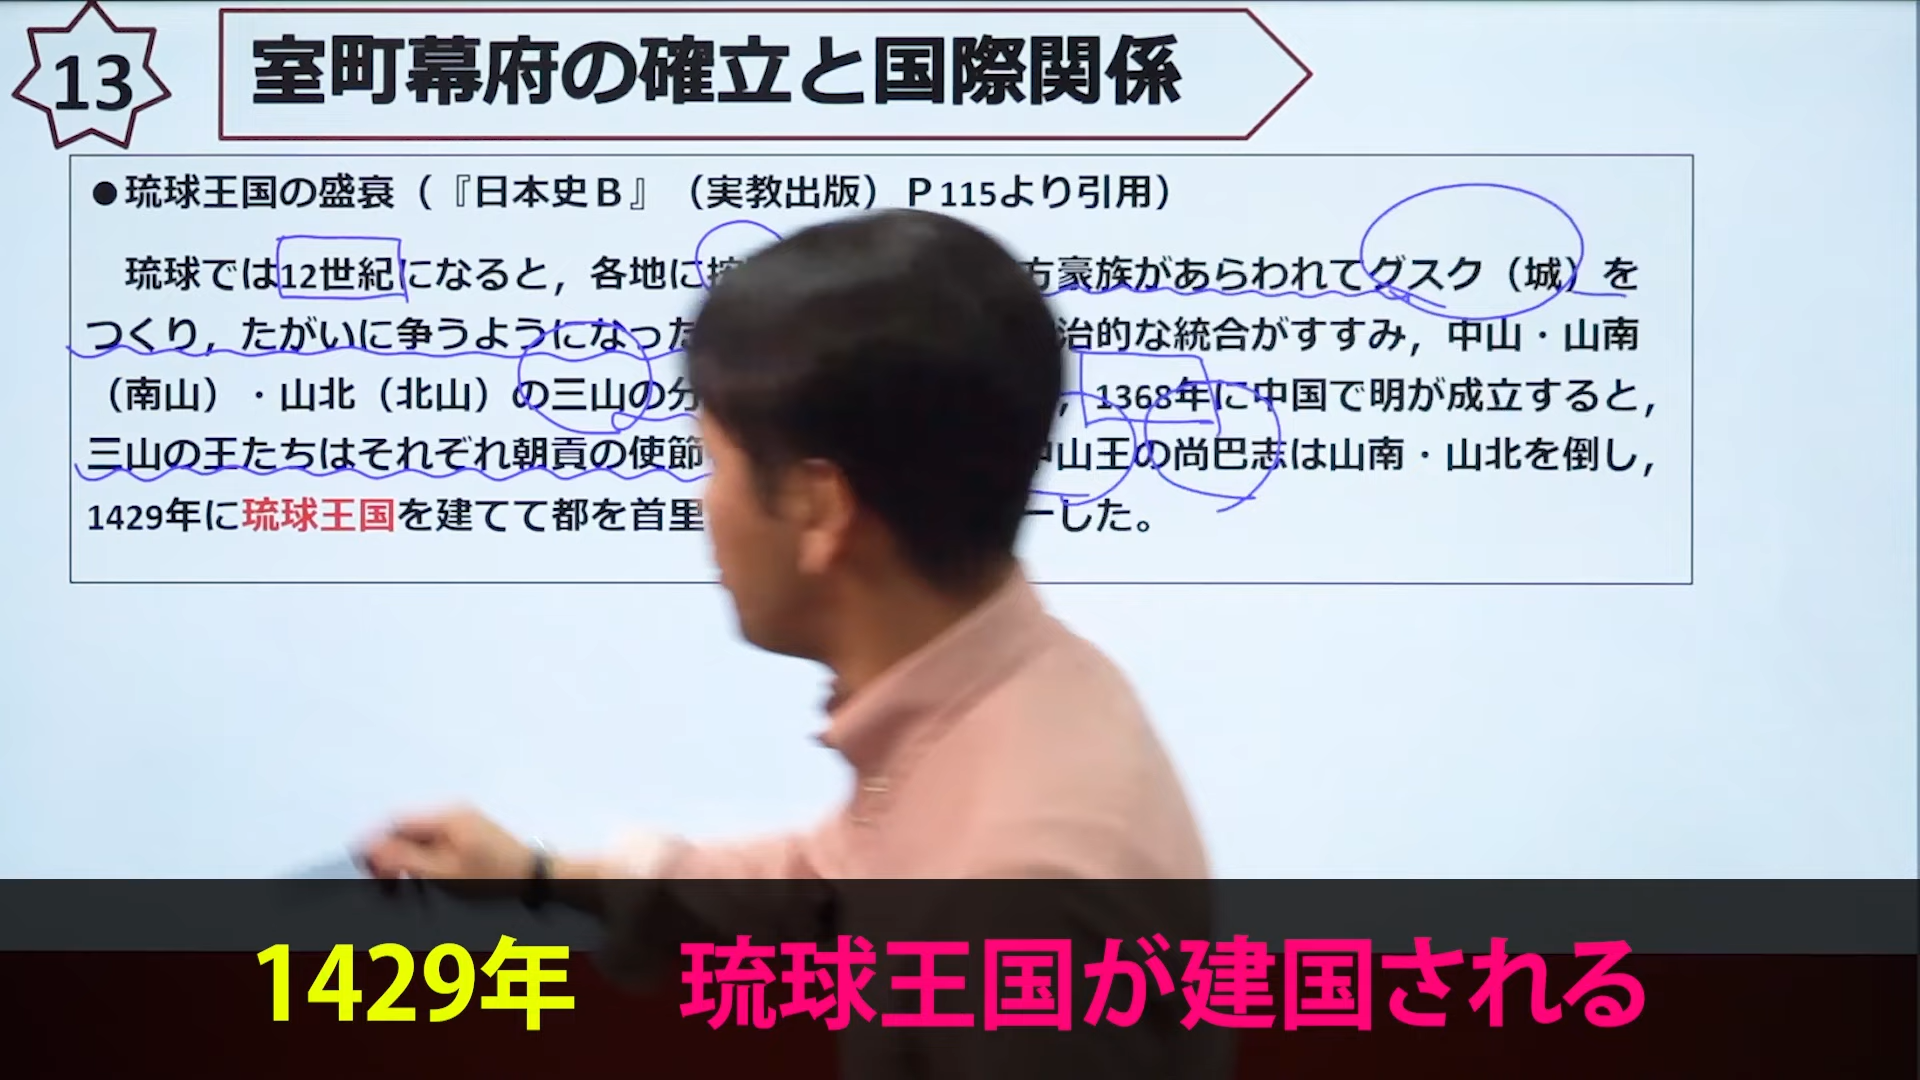 13
室町幕府の確立と国際関係
●琉球王国の盛衰（『日本史Ｂ』（実教出版）Ｐ115より引用）
琉球では12世紀になると，各地に 豪族があらわれてグスク（城）を
つくり，たがいに争うようになった 治的な統合がすすみ，中山・山南
（南山）・山北（北山）の三山の分 ，1368年に中国で明が成立すると，
三山の王たちはそれぞれ朝貢の使節 山王の尚巴志は山南・山北を倒し，
1429年に琉球王国を建てて都を首里 した。
1429年 琉球王国が建国される